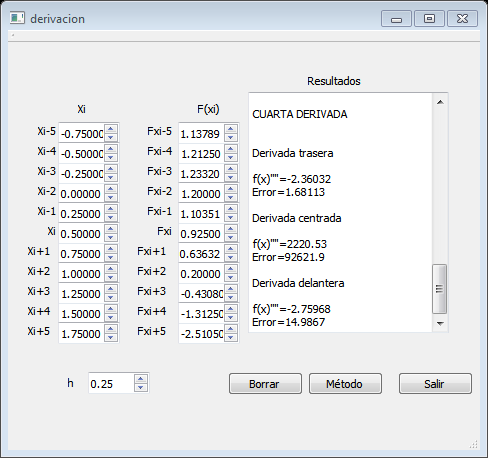 derivacion
Resultados
Xi F(xi)
CUARTA DERIVADA
Xi-5 -0.75000 Fxi-5 1.13789
Xi-4 -0.50000 Fxi-4 1.21250
Derivada trasera
Xi-3 -0.25000 Fxi-3 1.23320
f(x)""=-2.36032
Xi-2 0.00000 Fxi-2 1.20000
Error=1.68113
Xi-1 0.25000 Fxi-1 1.10351
Derivada centrada
Xi 0.50000 Fxi 0.92500
f(x)""=2220.53
Xi+1 0.75000 Fxi+1 0.63632
Error=92621.9
Xi+2 1.00000 Fxi+2 0.20000
Derivada delantera
Xi+3 1.25000 Fxi+3 -0.43080
Xi+4 1.50000 Fxi+4 -1.31250
f(x)""=-2.75968
Error=14.9867
Xi+5 1.75000 Fxi+5 -2.51050
h 0.25 Borrar Método Salir